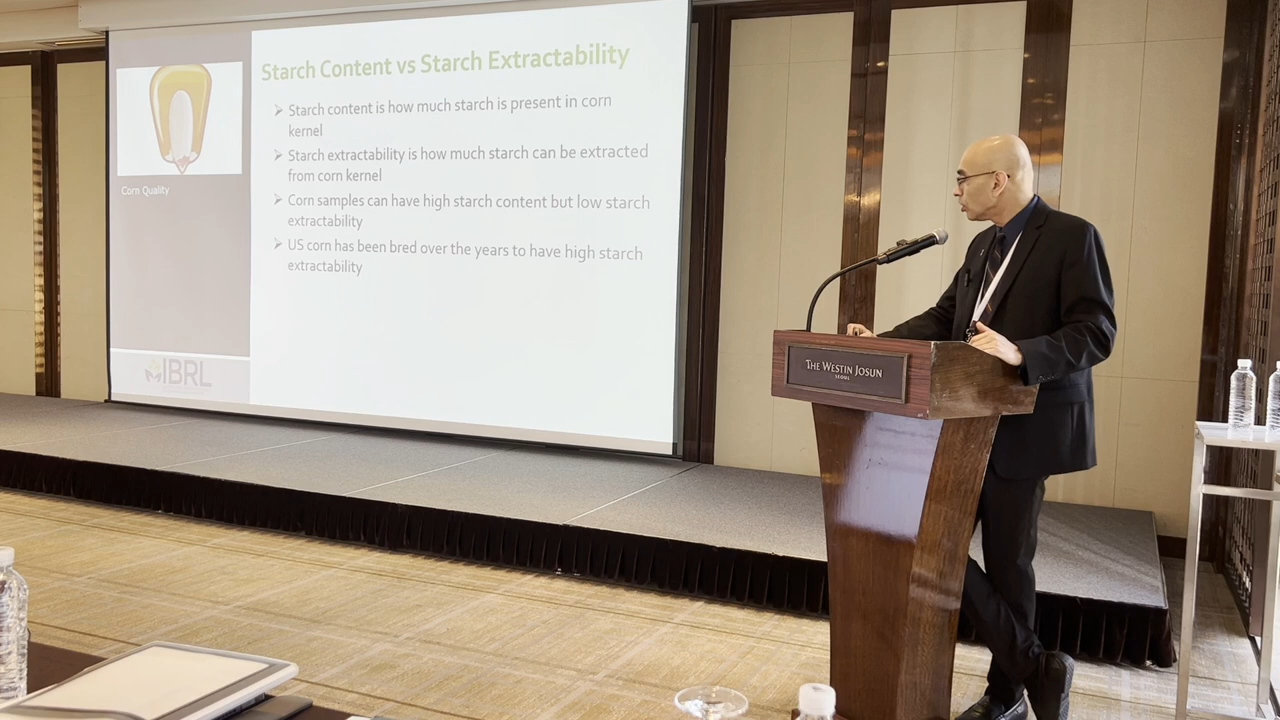 Starch Content vs Starch Extractability
➢ Starch content is how much starch is present in corn
kernel
➢ Starch extractability is how much starch can be extracted
from corn kernel
➢ Corn samples can have high starch content but low starch
extractability
➢ US corn has been bred over the years to have high starch
extractability
Corn Quality
IBRL
THE WESTIN JOSUN
SEOUL